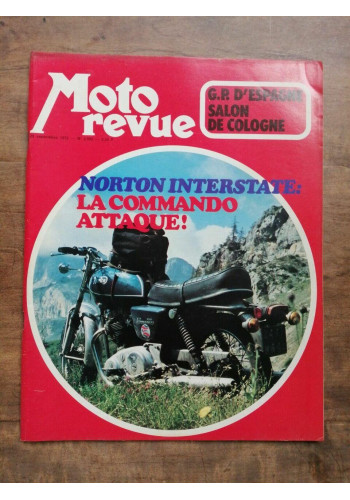 Moto
revue
G.P. D'ESPAGNE
SALON
DE COLOGNE
NORTON INTERSTATE:
LA COMMANDO
ATTAQUE!